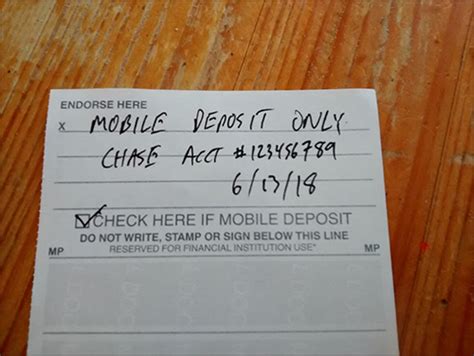 ENDORSE HERE
X MOBILE DEPOSIT ONLY
CHASE ACCT #123456789
6/13/18
CHECK HERE IF MOBILE DEPOSIT
DO NOT WRITE, STAMP OR SIGN BELOW THIS LINE
MP RESERVED FOR FINANCIAL INSTITUTION USE* MP